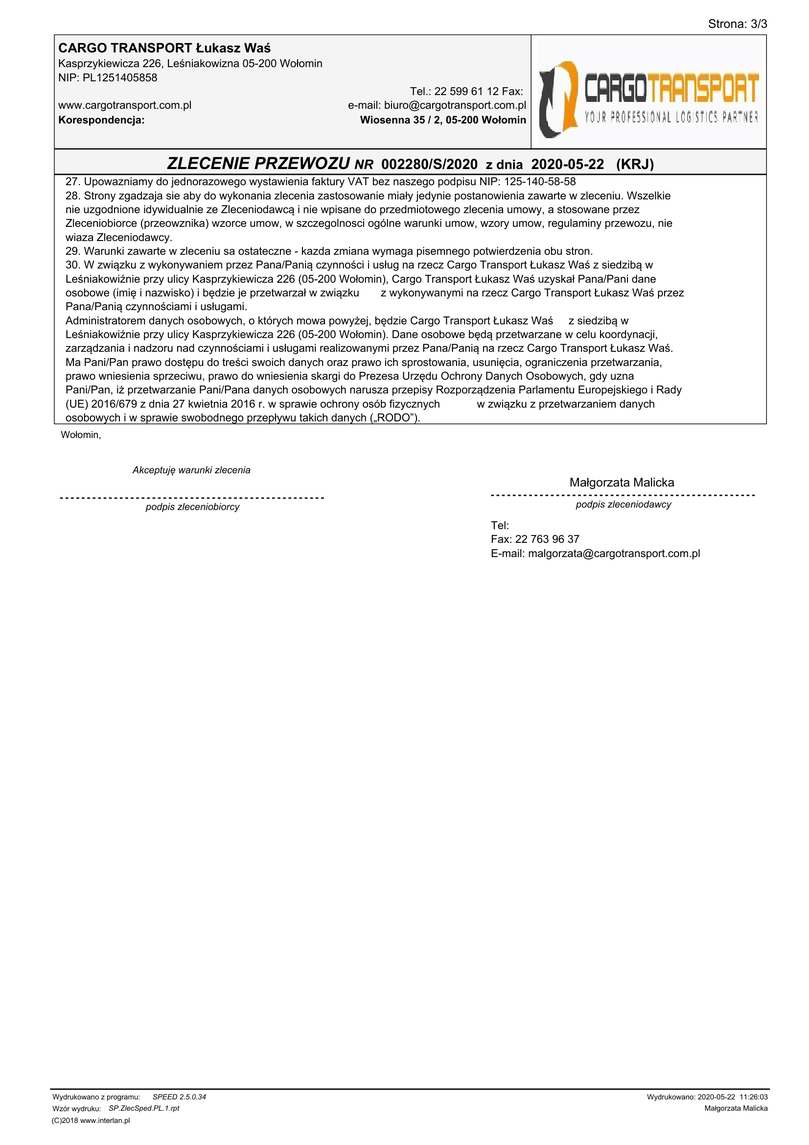 Strona: 3/3
CARGO TRANSPORT Łukasz Waś
Kasprzykiewicza 226, Leśniakowizna 05-200 Wołomin
NIP: PL1251405858
Tel.: 22 599 61 12 Fax:
www.cargotransport.com.pl e-mail: biuro@cargotransport.com.pl
Korespondencja: Wiosenna 35 / 2, 05-200 Wołomin
CARGOTRANSPORT
YOUR PROFESSIONAL LOGISTICS PARTNER
ZLECENIE PRZEWOZU NR 002280/S/2020 z dnia 2020-05-22 (KRJ)
27. Upowazniamy do jednorazowego wystawienia faktury VAT bez naszego podpisu NIP: 125-140-58-58
28. Strony zgadzaja sie aby do wykonania zlecenia zastosowanie miały jedynie postanowienia zawarte w zleceniu. Wszelkie
nie uzgodnione idywidualnie ze Zleceniodawcą i nie wpisane do przedmiotowego zlecenia umowy, a stosowane przez
Zleceniobiorce (przeowznika) wzorce umow, w szczegolnosci ogólne warunki umow, wzory umow, regulaminy przewozu, nie
wiaza Zleceniodawcy.
29. Warunki zawarte w zleceniu sa ostateczne - kazda zmiana wymaga pisemnego potwierdzenia obu stron.
30. W związku z wykonywaniem przez Pana/Panią czynności i usług na rzecz Cargo Transport Łukasz Waś z siedzibą w
Leśniakowiźnie przy ulicy Kasprzykiewicza 226 (05-200 Wołomin), Cargo Transport Łukasz Waś uzyskał Pana/Pani dane
osobowe (imię i nazwisko) i będzie je przetwarzał w związku z wykonywanymi na rzecz Cargo Transport Łukasz Waś przez
Pana/Panią czynnościami i usługami.
Administratorem danych osobowych, o których mowa powyżej, będzie Cargo Transport Łukasz Waś z siedzibą w
Leśniakowiźnie przy ulicy Kasprzykiewicza 226 (05-200 Wołomin). Dane osobowe będą przetwarzane w celu koordynacji,
zarządzania i nadzoru nad czynnościami i usługami realizowanymi przez Pana/Panią na rzecz Cargo Transport Łukasz Waś.
Ma Pani/Pan prawo dostępu do treści swoich danych oraz prawo ich sprostowania, usunięcia, ograniczenia przetwarzania,
prawo wniesienia sprzeciwu, prawo do wniesienia skargi do Prezesa Urzędu Ochrony Danych Osobowych, gdy uzna
Pani/Pan, iż przetwarzanie Pani/Pana danych osobowych narusza przepisy Rozporządzenia Parlamentu Europejskiego i Rady
(UE) 2016/679 z dnia 27 kwietnia 2016 r. w sprawie ochrony osób fizycznych w związku z przetwarzaniem danych
osobowych i w sprawie swobodnego przepływu takich danych („RODO”).
Wołomin,
Akceptuję warunki zlecenia
podpis zleceniobiorcy
Małgorzata Malicka
podpis zleceniodawcy
Tel:
Fax: 22 763 96 37
E-mail: malgorzata@cargotransport.com.pl
Wydrukowano z programu: SPEED 2.5.0.34 Wydrukowano: 2020-05-22 11:26:03
Wzór wydruku: SP.ZlecSped.PL.1.rpt Małgorzata Malicka
(C)2018 www.interlan.pl